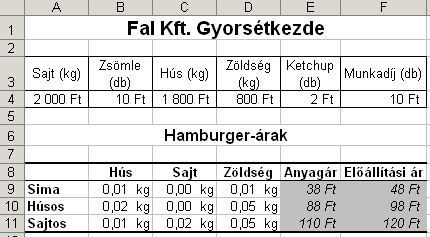 A B C D E F
1 Fal Kft. Gyorsétkezde
2
3 Sajt (kg) Zsömle (db) Hús (kg) Zöldség (kg) Ketchup (db) Munkadíj (db)
4 2 000 Ft 10 Ft 1 800 Ft 800 Ft 2 Ft 10 Ft
5
6 Hamburger-árak
7
8 Hús Sajt Zöldség Anyagár Előállítási ár
9 Sima 0,01 kg 0,00 kg 0,01 kg 38 Ft 48 Ft
10 Húsos 0,02 kg 0,00 kg 0,05 kg 88 Ft 98 Ft
11 Sajtos 0,01 kg 0,02 kg 0,05 kg 110 Ft 120 Ft